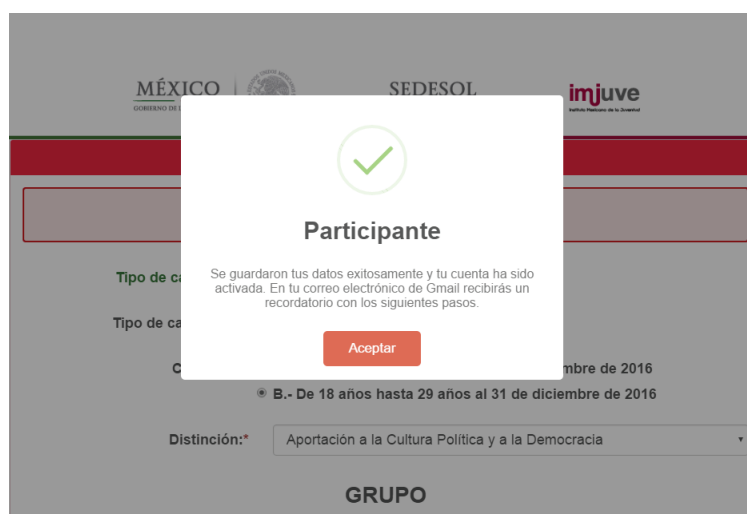 MÉXICO
GOBIERNO DE L
SEDESOL
imjuve
Instituto Mexicano de la Juventud
Participante
Se guardaron tus datos exitosamente y tu cuenta ha sido
activada. En tu correo electrónico de Gmail recibirás un
recordatorio con los siguientes pasos.
Aceptar
Tipo de ca
Tipo de ca
C
mbre de 2016
B.- De 18 años hasta 29 años al 31 de diciembre de 2016
Distinción:* Aportación a la Cultura Política y a la Democracia
GRUPO